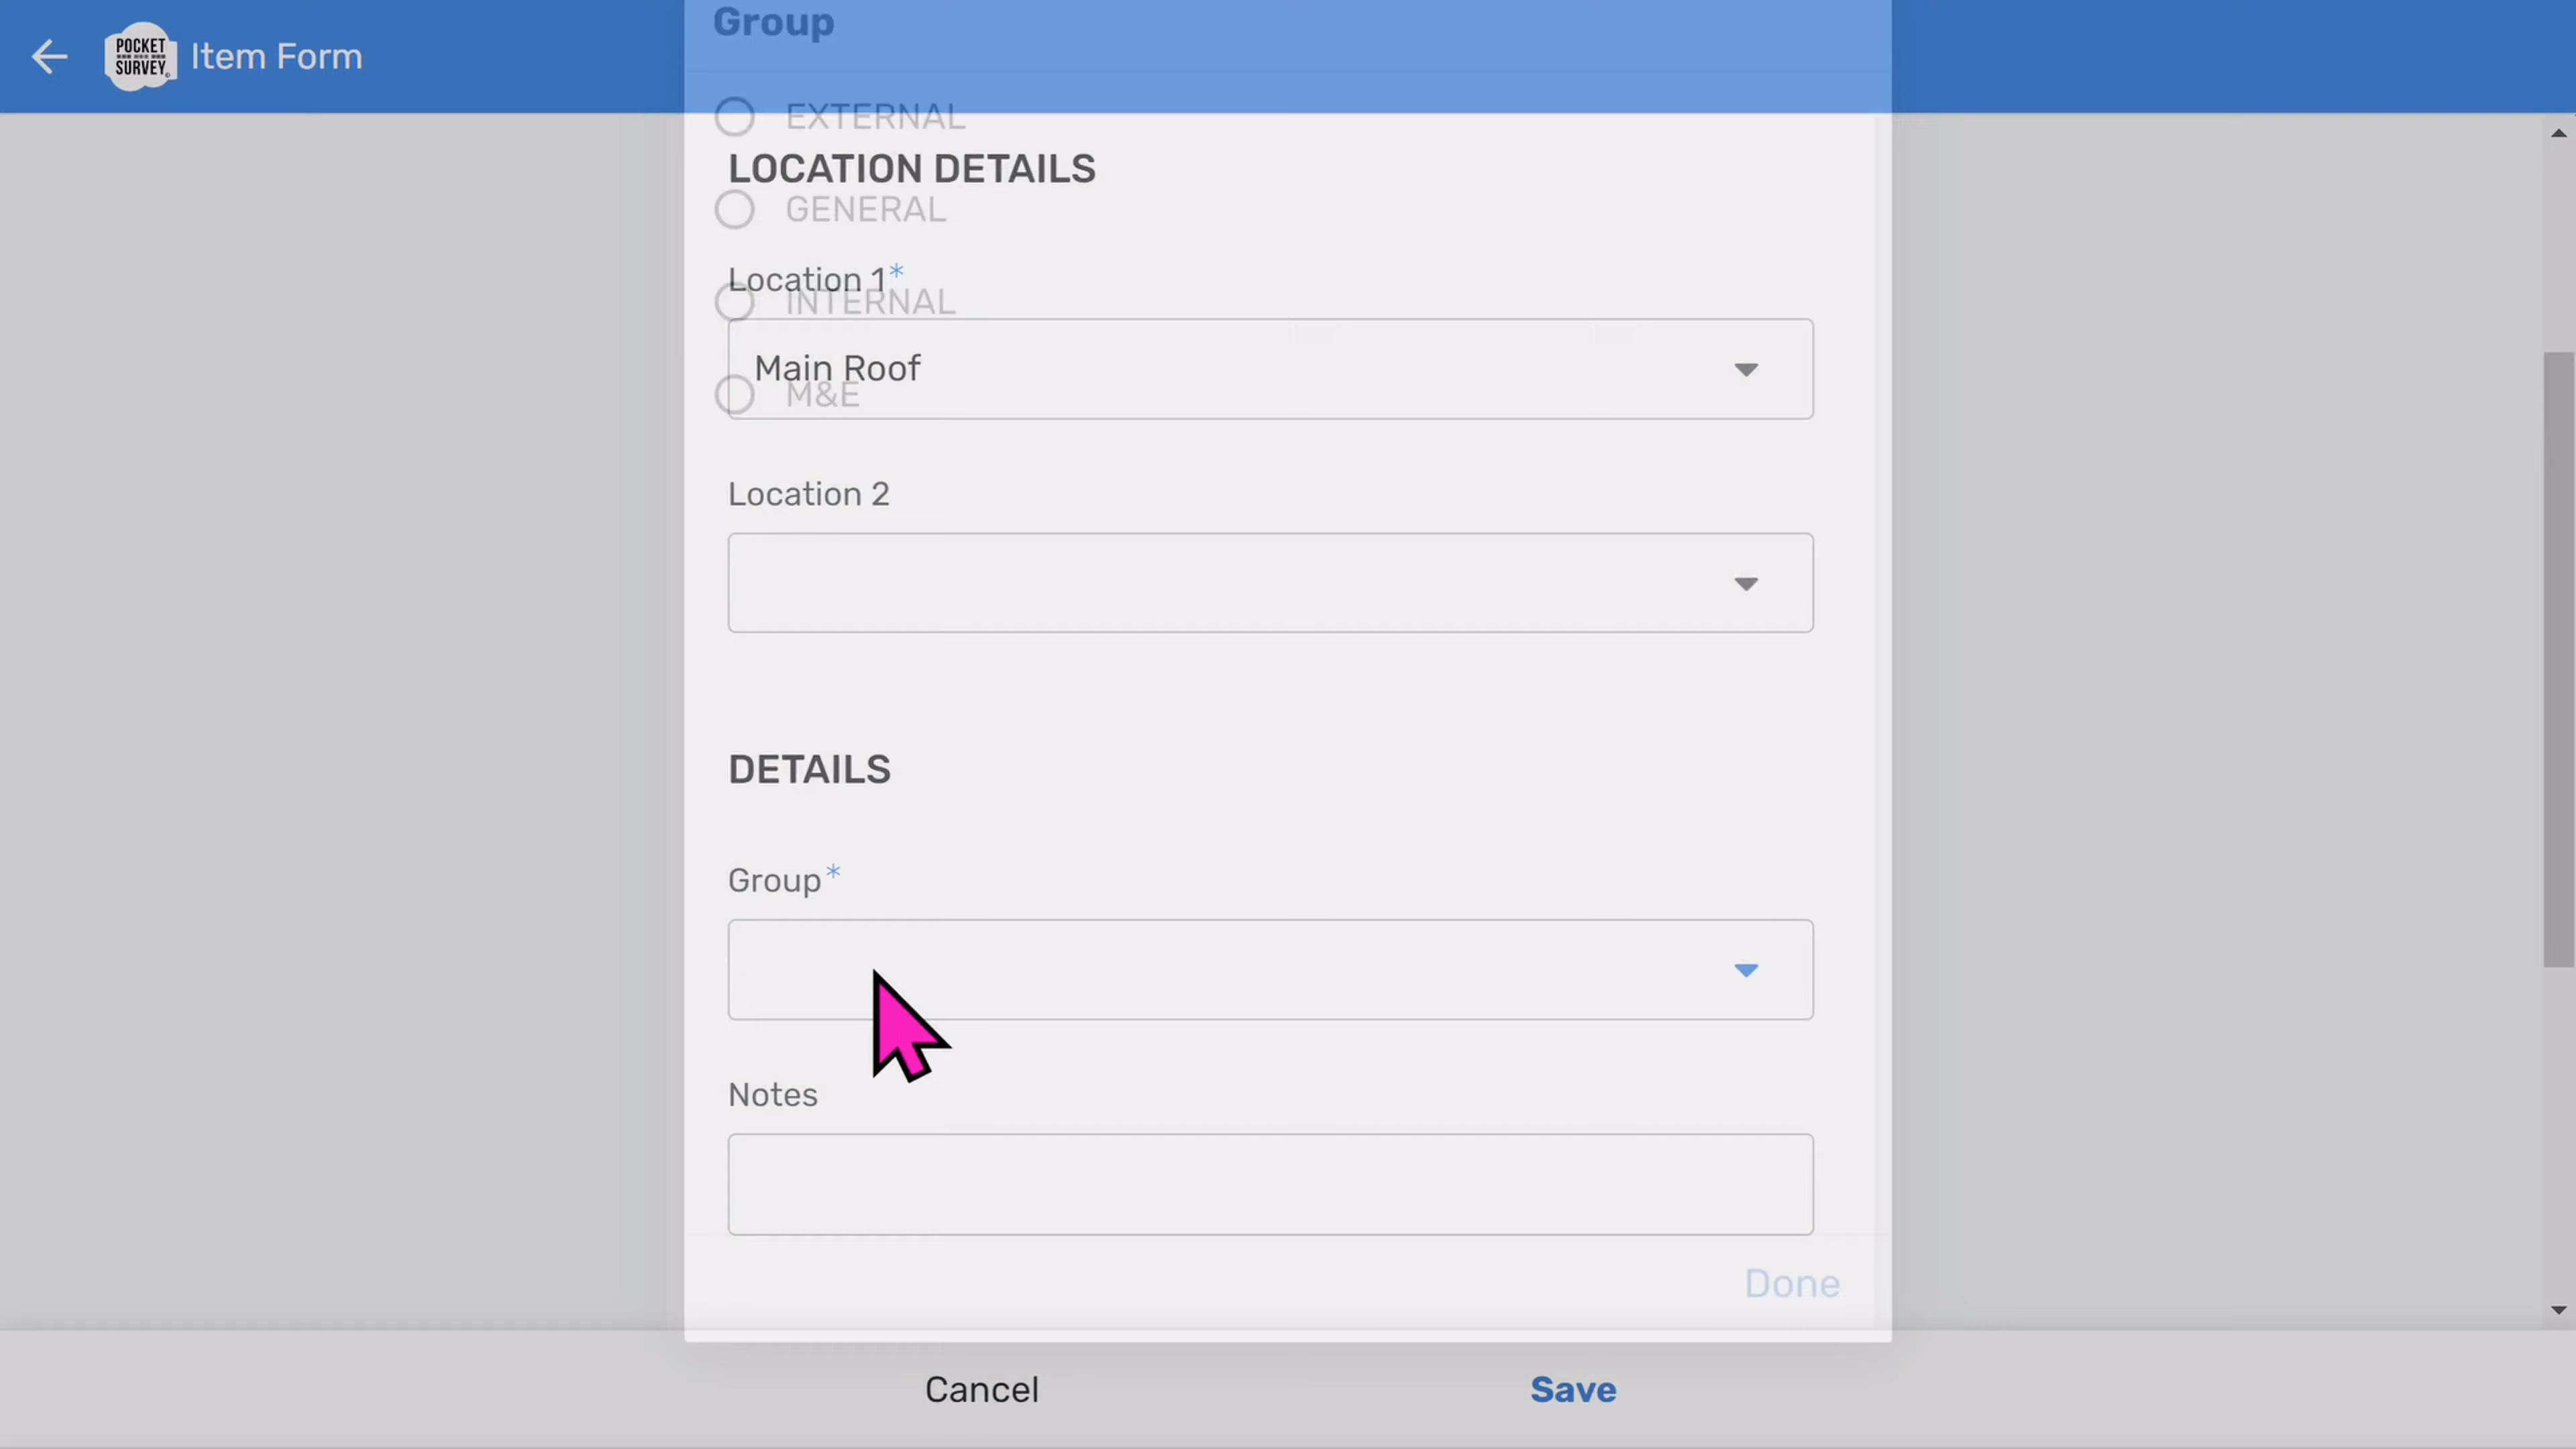 Group
POCKET
SURVEY
Item Form
EXTERNAL
LOCATION DETAILS
GENERAL
Location 1*
INTERNAL
Main Roof
M&E
Location 2
DETAILS
Group*
Notes
Done
Cancel
Save